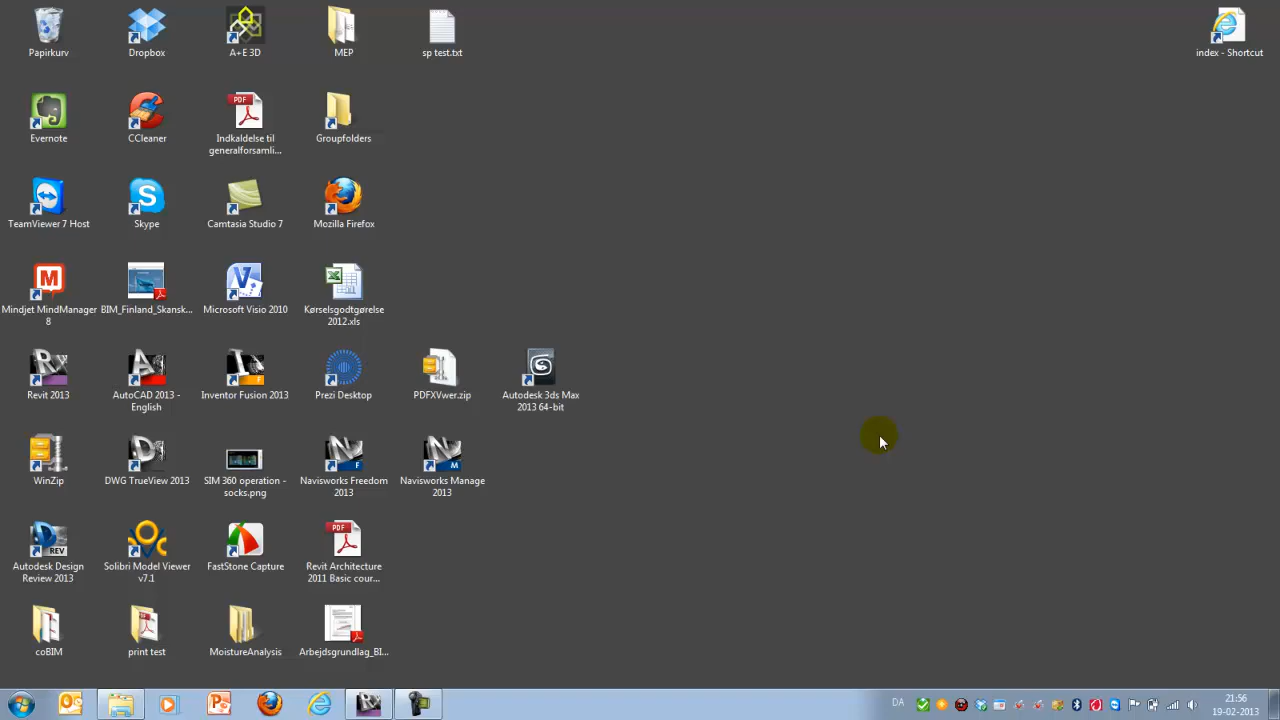 Papirkurv
Dropbox
A+E 3D
MEP
sp test.txt
index - Shortcut
Evernote
CCleaner
PDF
Indkaldelse til
generalforsamli...
Groupfolders
TeamViewer 7 Host
Skype
Camtasia Studio 7
Mozilla Firefox
Mindjet MindManager
8
BIM_Finland_Skansk...
Microsoft Visio 2010
Kørselsgodtgørelse
2012.xls
Revit 2013
AutoCAD 2013 -
English
Inventor Fusion 2013
Prezi Desktop
PDFXVwer.zip
Autodesk 3ds Max
2013 64-bit
WinZip
DWG TrueView 2013
SIM 360 operation -
socks.png
Navisworks Freedom
2013
Navisworks Manage
2013
REV
Autodesk Design
Review 2013
Solibri Model Viewer
v7.1
FastStone Capture
PDF
Revit Architecture
2011 Basic cour...
coBIM
print test
MoistureAnalysis
Arbejdsgrundlag_BI...
DA
21:56
19-02-2013